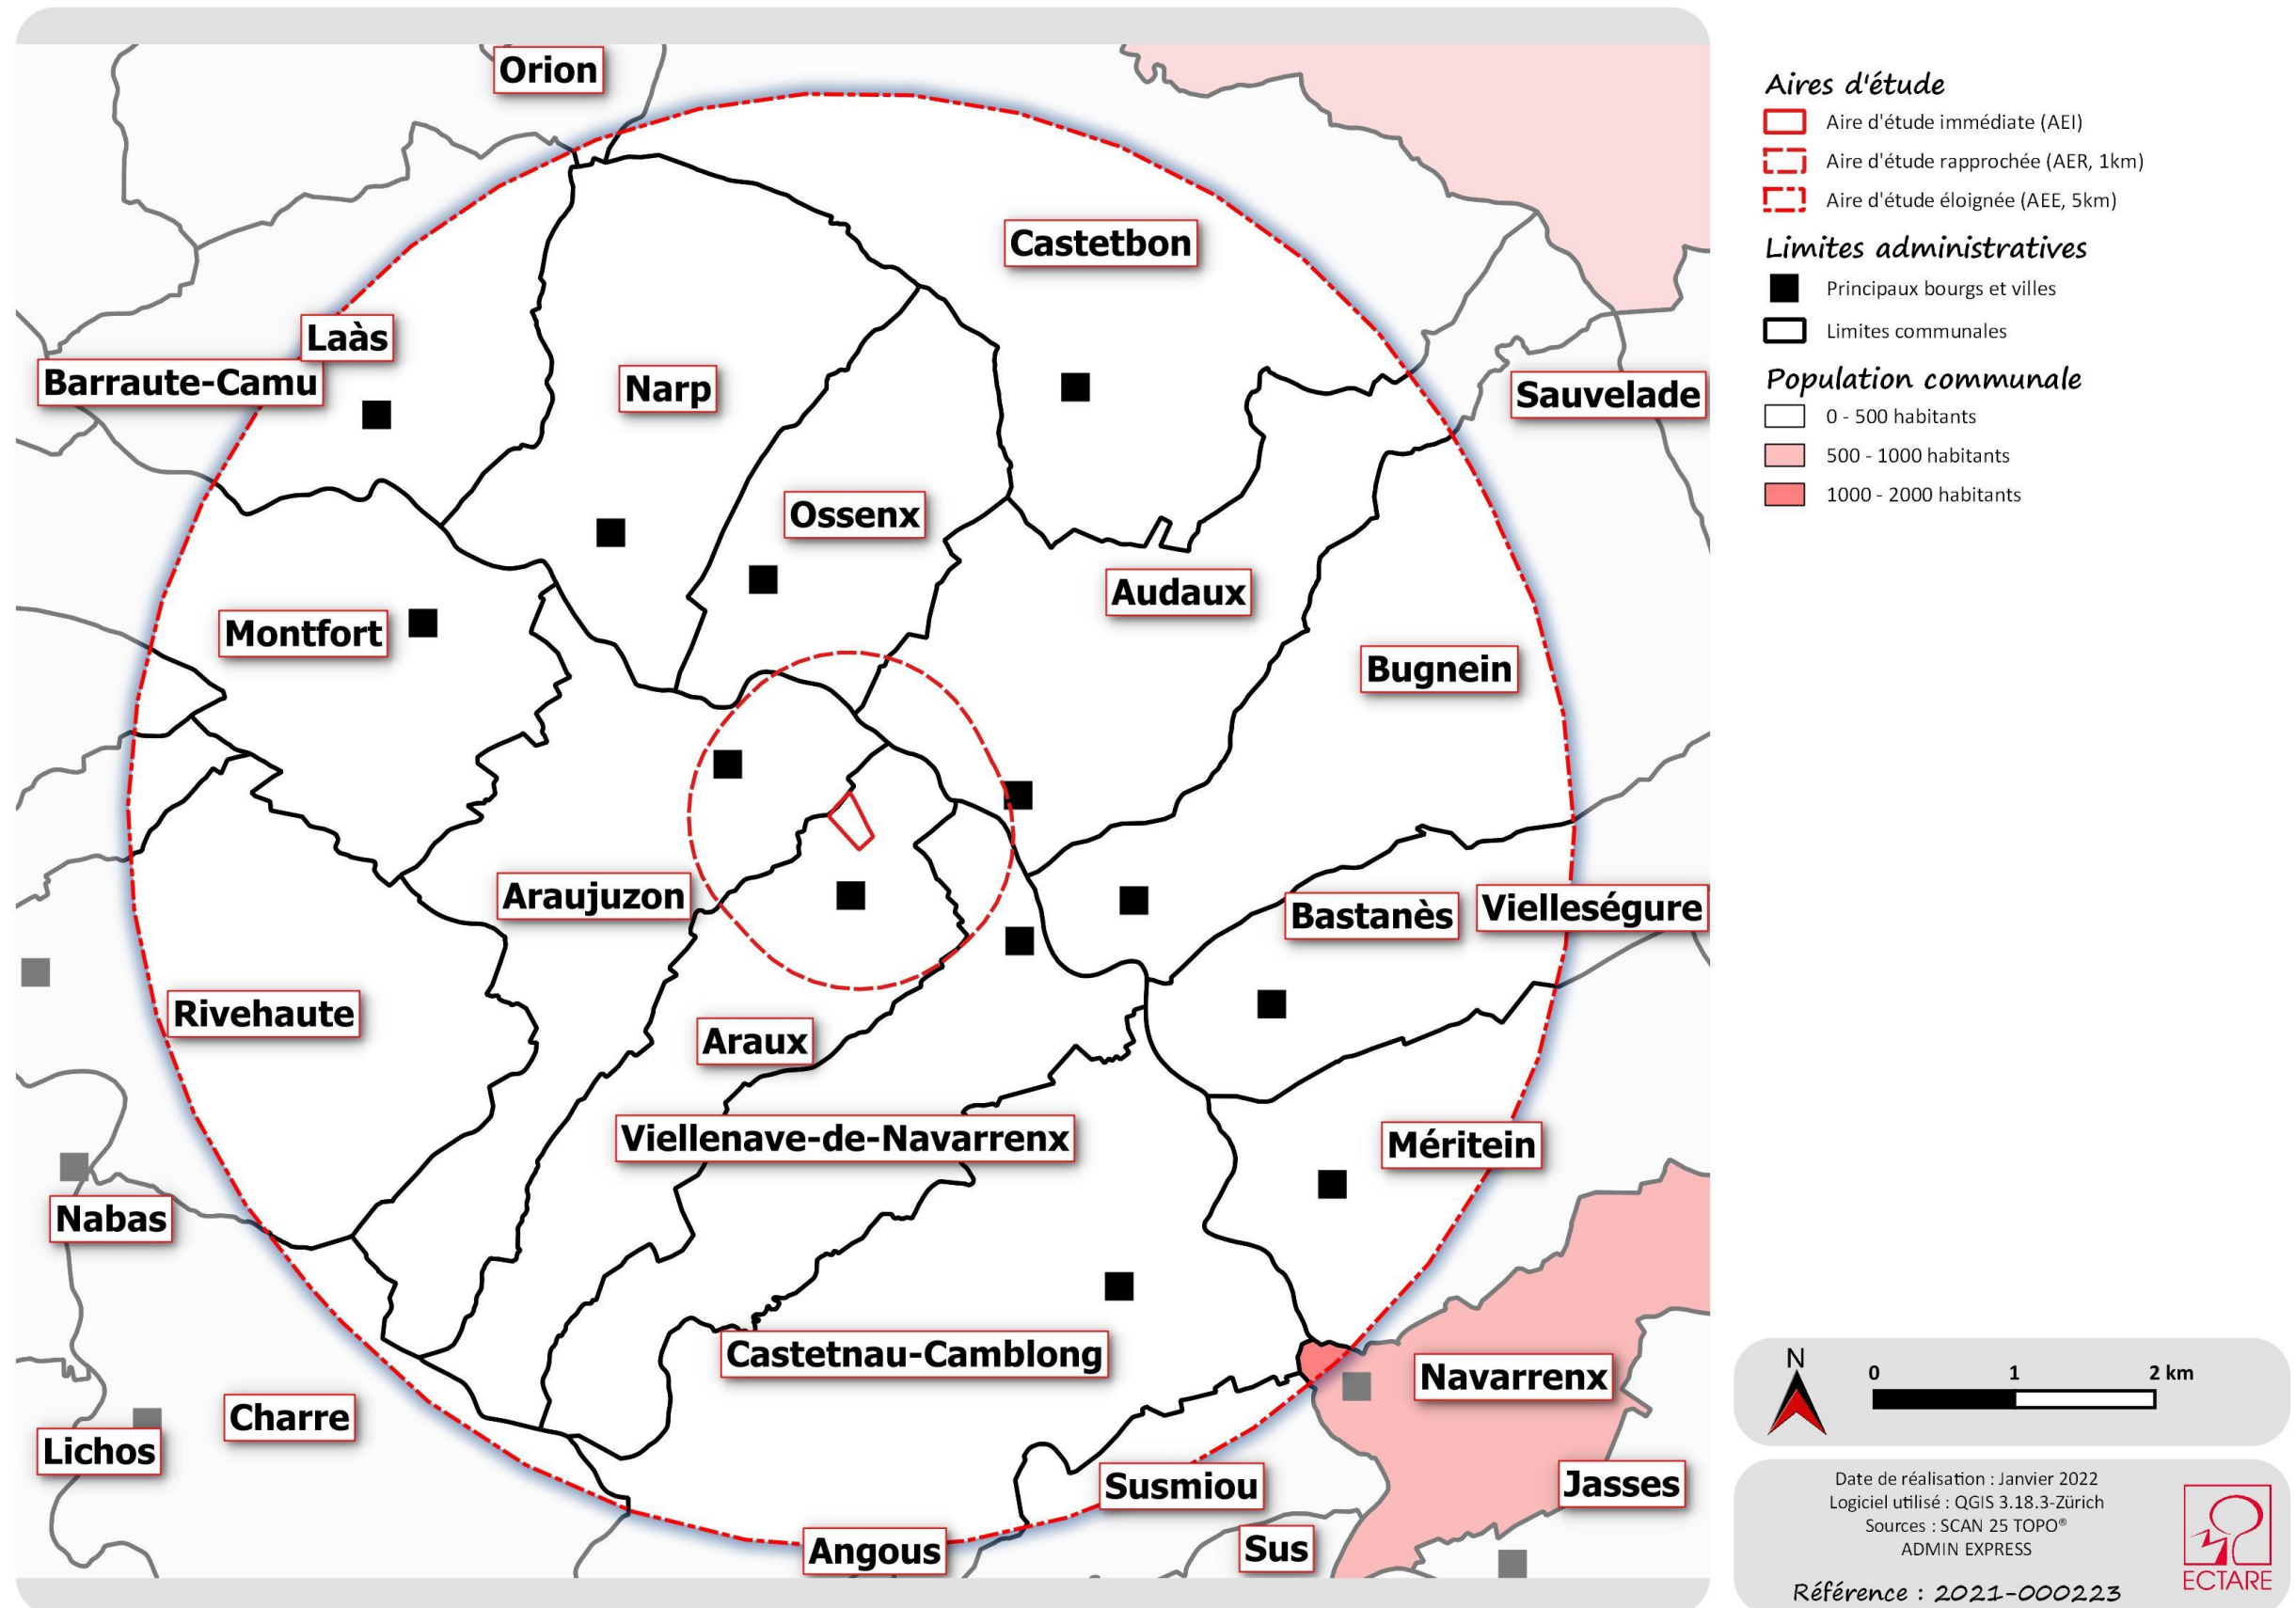 Orion
Castetbon
Laàs
Barraute-Camu
Narp
Sauvelade
Ossenx
Audaux
Montfort
Bugnein
Araujuzon
Bastanès
Vielleségure
Rivehaute
Araux
Viellenave-de-Navarrenx
Méritein
Nabas
Castetnau-Camblong
Navarrenx
Charre
Lichos
Susmiou
Jasses
Angous
Sus
Aires d'étude
Aire d'étude immédiate (AEI)
Aire d'étude rapprochée (AER, 1km)
Aire d'étude éloignée (AEE, 5km)
Limites administratives
Principaux bourgs et villes
Limites communales
Population communale
0 - 500 habitants
500 - 1000 habitants
1000 - 2000 habitants
N
0 1 2 km
Date de réalisation : Janvier 2022
Logiciel utilisé : QGIS 3.18.3-Zürich
Sources : SCAN 25 TOPO®
ADMIN EXPRESS
Référence : 2021-000223
ECTARE